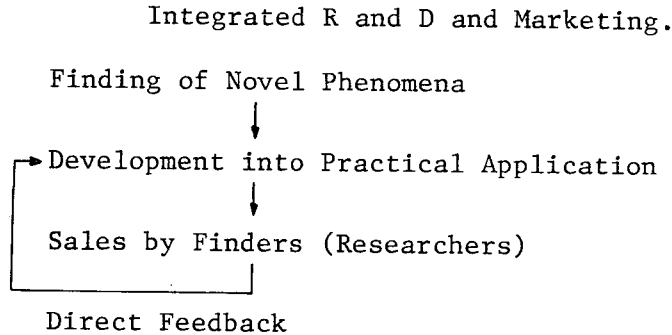 Integrated R and D and Marketing.
Finding of Novel Phenomena
Development into Practical Application
Sales by Finders (Researchers)
Direct Feedback